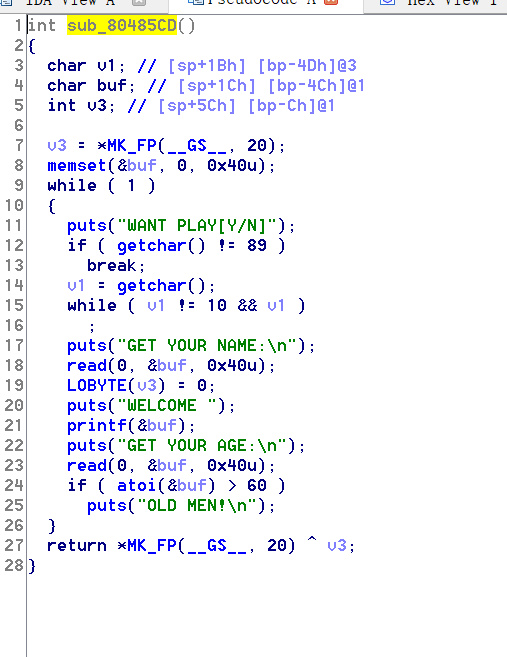 IDA View A Pseudocode A Hex View 1
1 int sub_80485CD()
2 {
3 char v1; // [sp+1Bh] [bp-4Dh]@3
4 char buf; // [sp+1Ch] [bp-4Ch]@1
5 int v3; // [sp+5Ch] [bp-Ch]@1
6
7 v3 = *MK_FP(__GS__, 20);
8 memset(&buf, 0, 0x40u);
9 while ( 1 )
10 {
11 puts("WANT PLAY[Y/N]");
12 if ( getchar() != 89 )
13 break;
14 v1 = getchar();
15 while ( v1 != 10 && v1 )
16 ;
17 puts("GET YOUR NAME:\n");
18 read(0, &buf, 0x40u);
19 LOBYTE(v3) = 0;
20 puts("WELCOME ");
21 printf(&buf);
22 puts("GET YOUR AGE:\n");
23 read(0, &buf, 0x40u);
24 if ( atoi(&buf) > 60 )
25 puts("OLD MEN!\n");
26 }
27 return *MK_FP(__GS__, 20) ^ v3;
28 }